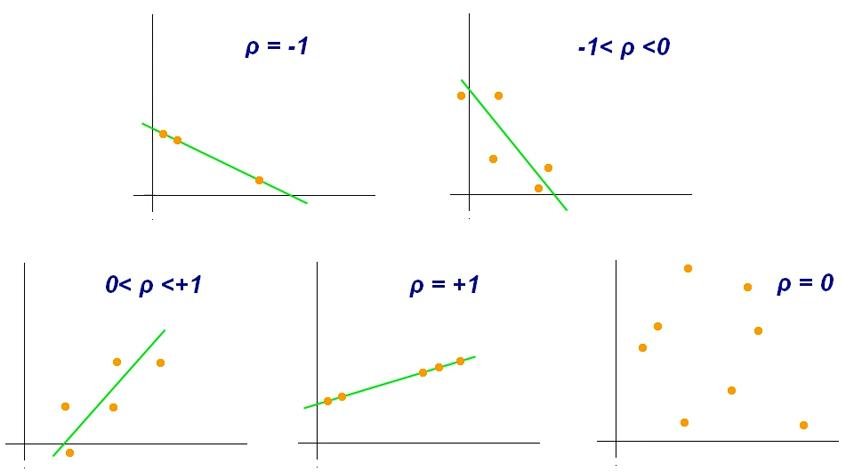 ρ = -1
-1< ρ <0
0< ρ <+1
ρ = +1
ρ = 0